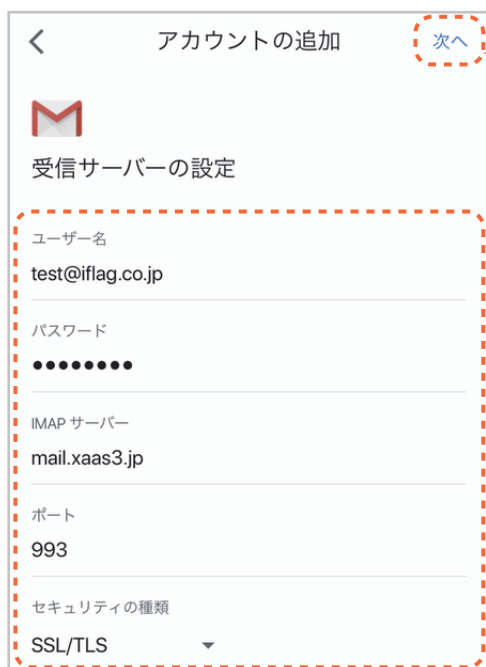 アカウントの追加 次へ
受信サーバーの設定
ユーザー名
test@iflag.co.jp
パスワード
●●●●●●●●
IMAP サーバー
mail.xaas3.jp
ポート
993
セキュリティの種類
SSL/TLS